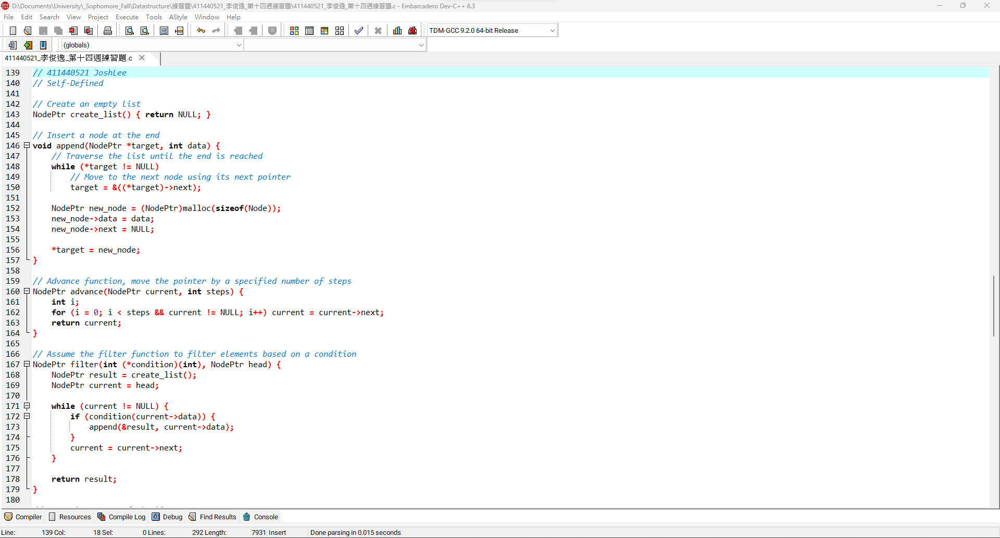 D:\Documents\University\_Sophomore_Fall\Datastructure\練習題\411440521_李俊逸_第十四週練習題\411440521_李俊逸_第十四週練習題.c - Embarcadero Dev-C++ 6.3
File Edit Search View Project Execute Tools AStyle Window Help
TDM-GCC 9.2.0 64-bit Release
(globals)
411440521_李俊逸_第十四週練習題.c
139 // 411440521 JoshLee
140 // Self-Defined
141
142 // Create an empty list
143 NodePtr create_list() { return NULL; }
144
145 // Insert a node at the end
146 void append(NodePtr *target, int data) {
147     // Traverse the list until the end is reached
148     while (*target != NULL)
149         // Move to the next node using its next pointer
150         target = &((*target)->next);
151
152     NodePtr new_node = (NodePtr)malloc(sizeof(Node));
153     new_node->data = data;
154     new_node->next = NULL;
155
156     *target = new_node;
157 }
158
159 // Advance function, move the pointer by a specified number of steps
160 NodePtr advance(NodePtr current, int steps) {
161     int i;
162     for (i = 0; i < steps && current != NULL; i++) current = current->next;
163     return current;
164 }
165
166 // Assume the filter function to filter elements based on a condition
167 NodePtr filter(int (*condition)(int), NodePtr head) {
168     NodePtr result = create_list();
169     NodePtr current = head;
170
171     while (current != NULL) {
172         if (condition(current->data)) {
173             append(&result, current->data);
174         }
175         current = current->next;
176     }
177
178     return result;
179 }
180
Compiler Resources Compile Log Debug Find Results Console
Line: 139 Col: 18 Sel: 0 Lines: 292 Length: 7931 Insert Done parsing in 0.015 seconds